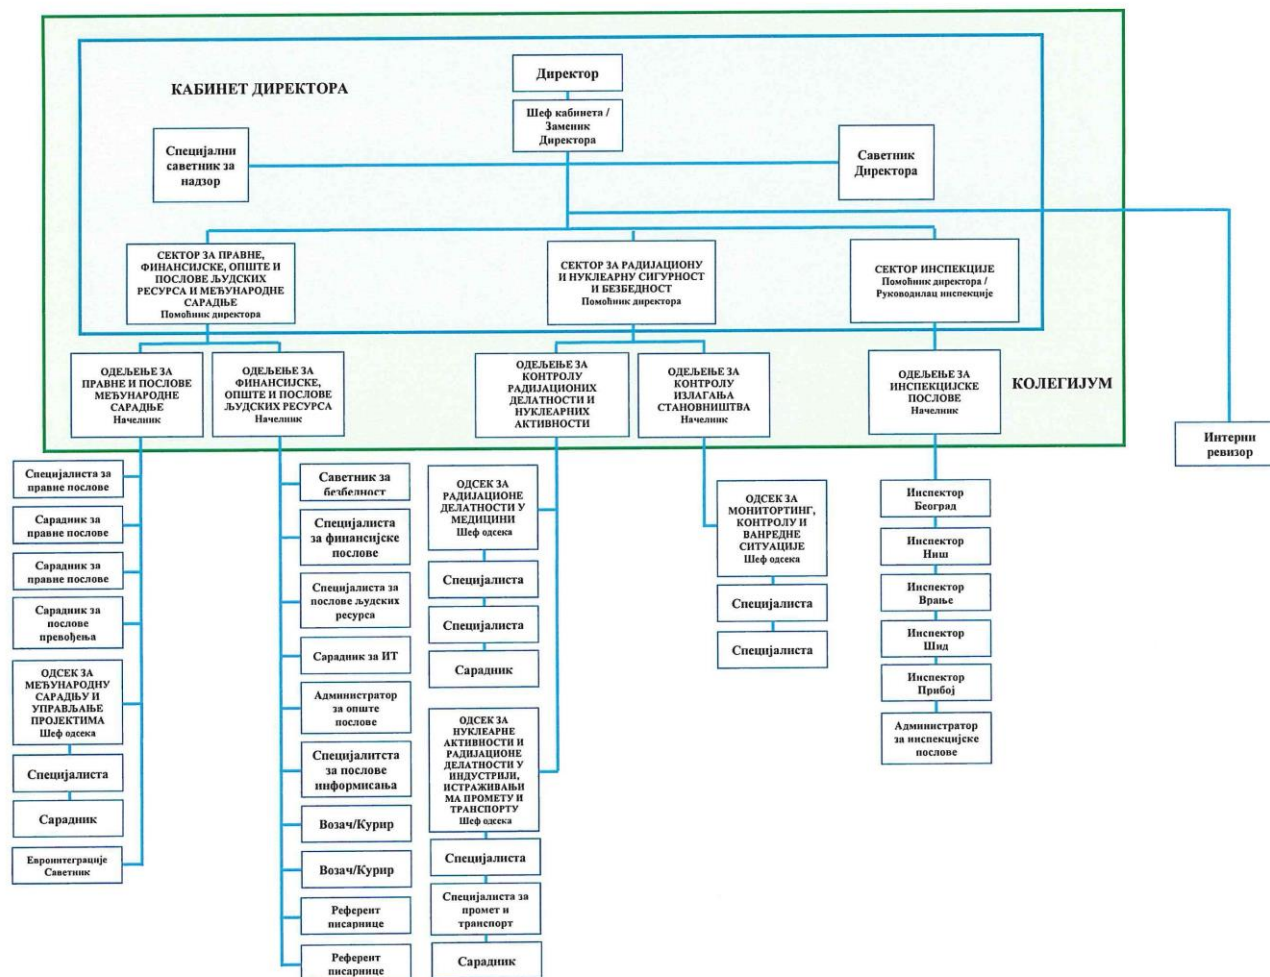 КАБИНЕТ ДИРЕКТОРА
Директор
Шеф кабинета /
Заменик
Директора
Специјални
саветник за
надзор
Саветник
Директора
СЕКТОР ЗА ПРАВНЕ,
ФИНАНСИЈСКЕ, ОПШТЕ И
ПОСЛОВЕ ЉУДСКИХ
РЕСУРСА И МЕЂУНАРОДНЕ
САРАДЊЕ
Помоћник директора
СЕКТОР ЗА РАДИЈАЦИОНУ
И НУКЛЕАРНУ СИГУРНОСТ
И БЕЗБЕДНОСТ
Помоћник директора
СЕКТОР ИНСПЕКЦИЈЕ
Помоћник директора /
Руководилац инспекције
ОДЕЉЕЊЕ ЗА
ПРАВНЕ И ПОСЛОВЕ
МЕЂУНАРОДНЕ
САРАДЊЕ
Начелник
ОДЕЉЕЊЕ ЗА
ФИНАНСИЈСКЕ,
ОПШТЕ И ПОСЛОВЕ
ЉУДСКИХ РЕСУРСА
Начелник
ОДЕЉЕЊЕ ЗА
КОНТРОЛУ
РАДИЈАЦИОНИХ
ДЕЛАТНОСТИ И
НУКЛЕАРНИХ
АКТИВНОСТИ
ОДЕЉЕЊЕ ЗА
КОНТРОЛУ
ИЗЛАГАЊА
СТАНОВНИШТВА
Начелник
ОДЕЉЕЊЕ ЗА
ИНСПЕКЦИЈСКЕ
ПОСЛОВЕ
Начелник
КОЛЕГИЈУМ
Интерни
ревизор
Специјалиста за
правне послове
Сарадник за
правне послове
Сарадник за
правне послове
Сарадник за
послове
превођења
ОДСЕК ЗА
МЕЂУНАРОДНУ
САРАДЊУ И
УПРАВЉАЊЕ
ПРОЈЕКТИМА
Шеф одсека
Специјалиста
Сарадник
Евроинтеграције
Саветник
Саветник за
безбедност
Специјалиста
за финансијске
послове
Специјалиста за
послове људских
ресурса
Сарадник за ИТ
Администратор
за опште
послове
Специјалитста
за послове
информисања
Возач/Курир
Возач/Курир
Референт
писарнице
Референт
писарнице
ОДСЕК ЗА
РАДИЈАЦИОНЕ
ДЕЛАТНОСТИ У
МЕДИЦИНИ
Шеф одсека
Специјалиста
Специјалиста
Сарадник
ОДСЕК ЗА
НУКЛЕАРНЕ
АКТИВНОСТИ И
РАДИЈАЦИОНЕ
ДЕЛАТНОСТИ У
ИНДУСТРИЈИ,
ИСТРАЖИВАЊИ
МА ПРОМЕТУ И
ТРАНСПОРТУ
Шеф одсека
Специјалиста
Специјалиста за
промет и
транспорт
Сарадник
ОДСЕК ЗА
МОНИТОРТИНГ,
КОНТРОЛУ И
ВАНРЕДНЕ
СИТУАЦИЈЕ
Шеф одсека
Специјалиста
Специјалиста
Инспектор
Београд
Инспектор
Ниш
Инспектор
Врање
Инспектор
Шид
Инспектор
Прибој
Администратор
за инспекцијске
послове